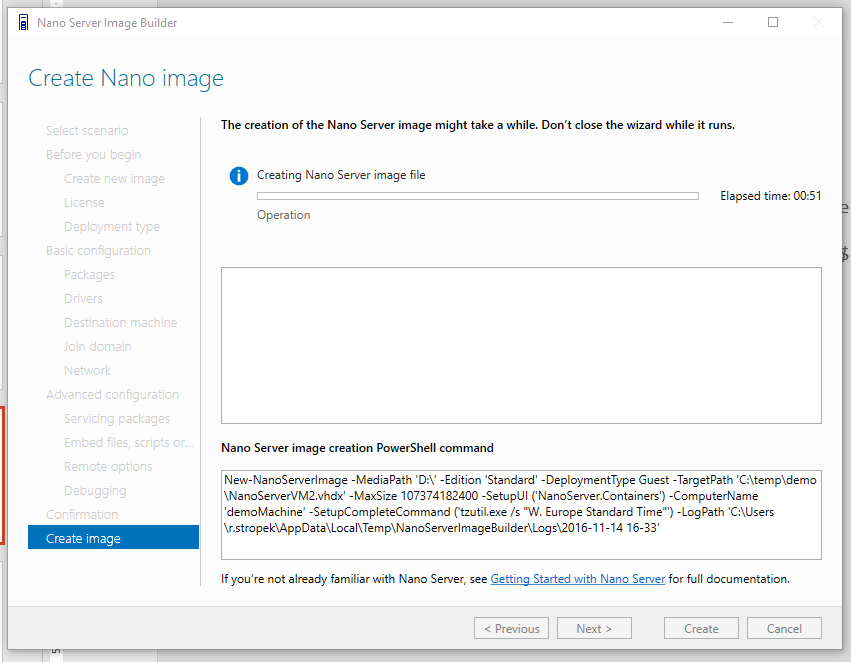 Nano Server Image Builder
Create Nano image
Select scenario
Before you begin
Create new image
License
Deployment type
Basic configuration
Packages
Drivers
Destination machine
Join domain
Network
Advanced configuration
Servicing packages
Embed files, scripts or...
Remote options
Debugging
Confirmation
Create image
The creation of the Nano Server image might take a while. Don't close the wizard while it runs.
Creating Nano Server image file
Elapsed time: 00:51
Operation
Nano Server image creation PowerShell command
New-NanoServerImage -MediaPath 'D:\' -Edition 'Standard' -DeploymentType Guest -TargetPath 'C:\temp\demo
\NanoServerVM2.vhdx' -MaxSize 107374182400 -SetupUI ('NanoServer.Containers') -ComputerName
'demoMachine' -SetupCompleteCommand ('tzutil.exe /s "W. Europe Standard Time"') -LogPath 'C:\Users
\r.stropek\AppData\Local\Temp\NanoServerImageBuilder\Logs\2016-11-14 16-33'
If you're not already familiar with Nano Server, see Getting Started with Nano Server for full documentation.
< Previous
Next >
Create
Cancel
e
$
5